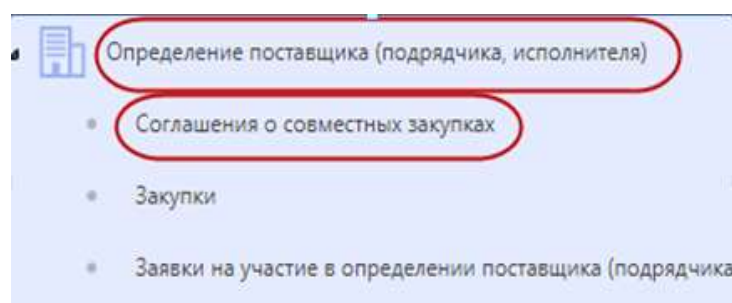 Определение поставщика (подрядчика, исполнителя)
Соглашения о совместных закупках
Закупки
Заявки на участие в определении поставщика (подрядчика